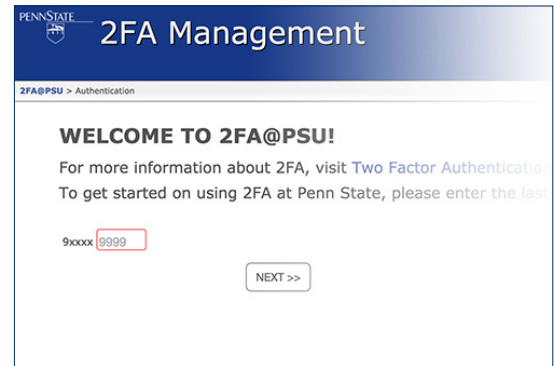 PENNSTATE
2FA Management
2FA@PSU > Authentication
WELCOME TO 2FA@PSU!
For more information about 2FA, visit Two Factor Authentication
To get started on using 2FA at Penn State, please enter the last
9xxxx 9999
NEXT >>